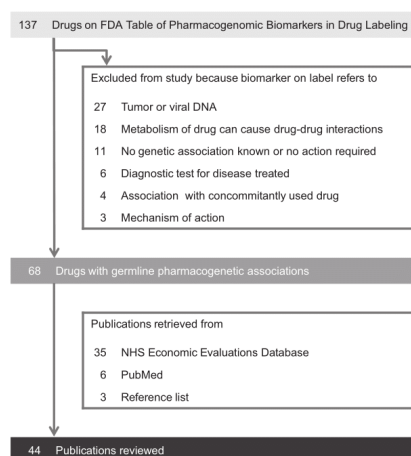 137 Drugs on FDA Table of Pharmacogenomic Biomarkers in Drug Labeling
Excluded from study because biomarker on label refers to
27 Tumor or viral DNA
18 Metabolism of drug can cause drug-drug interactions
11 No genetic association known or no action required
6 Diagnostic test for disease treated
4 Association with concommitantly used drug
3 Mechanism of action
68 Drugs with germline pharmacogenetic associations
Publications retrieved from
35 NHS Economic Evaluations Database
6 PubMed
3 Reference list
44 Publications reviewed